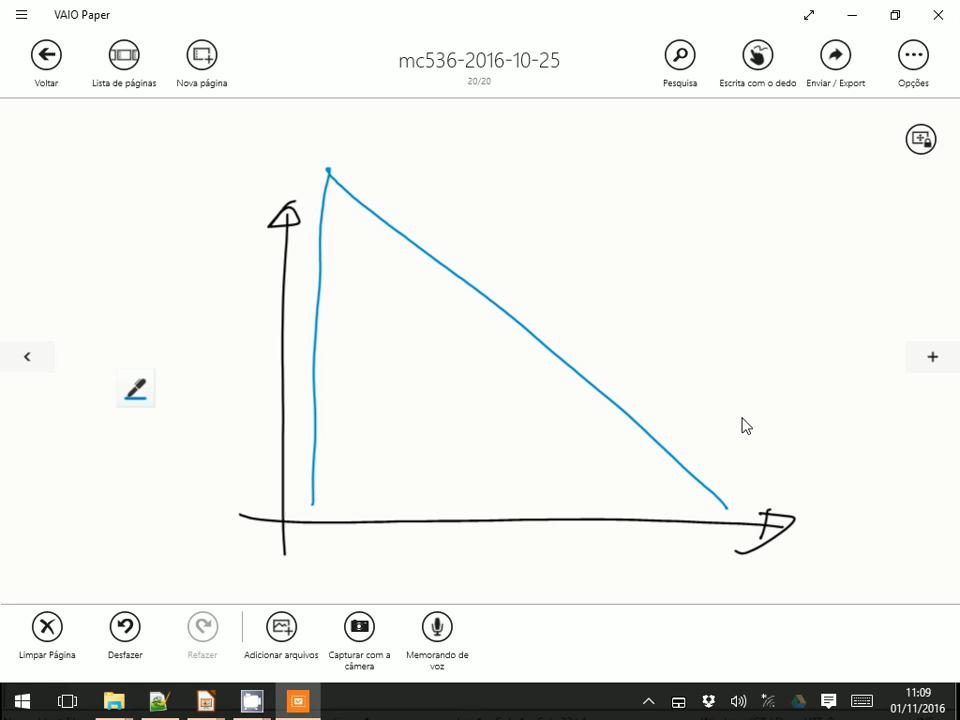 VAIO Paper
Voltar
Lista de páginas
Nova página
mc536-2016-10-25
20/20
Pesquisa
Escrita com o dedo
Enviar / Export
Opções
Limpar Página
Desfazer
Refazer
Adicionar arquivos
Capturar com a
câmera
Memorando de
voz
11:09
01/11/2016